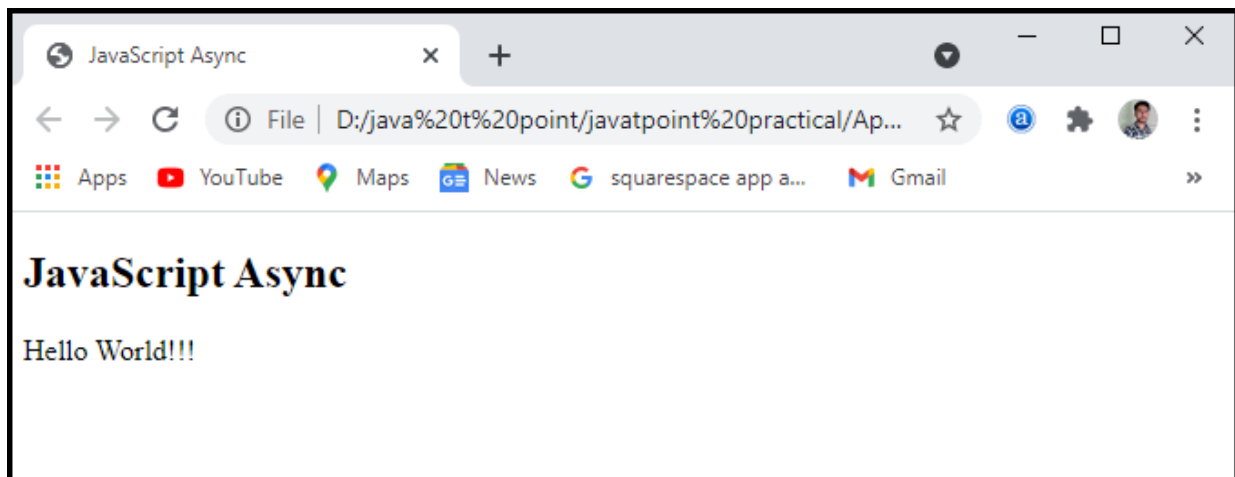 JavaScript Async
File | D:/java%20t%20point/javatpoint%20practical/Ap...
Apps YouTube Maps GE News G squarespace app a... Gmail
JavaScript Async
Hello World!!!